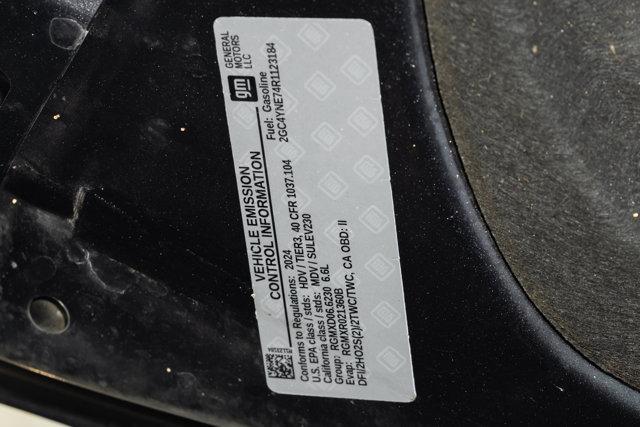 gm
GENERAL
MOTORS
LLC
VEHICLE EMISSION
CONTROL INFORMATION
Fuel: Gasoline
2GC4YNE74R1123184
Conforms to Regulations: 2024
U.S. EPA class / stds: HDV / TIER3, 40 CFR 1037.104
California class / stds: MDV / SULEV230
Group: RGMXD06.6230 6.6L
Evap: RGMXR021360B
DFI/2HO2S(2)/2TWC/TWC, CA OBD: II